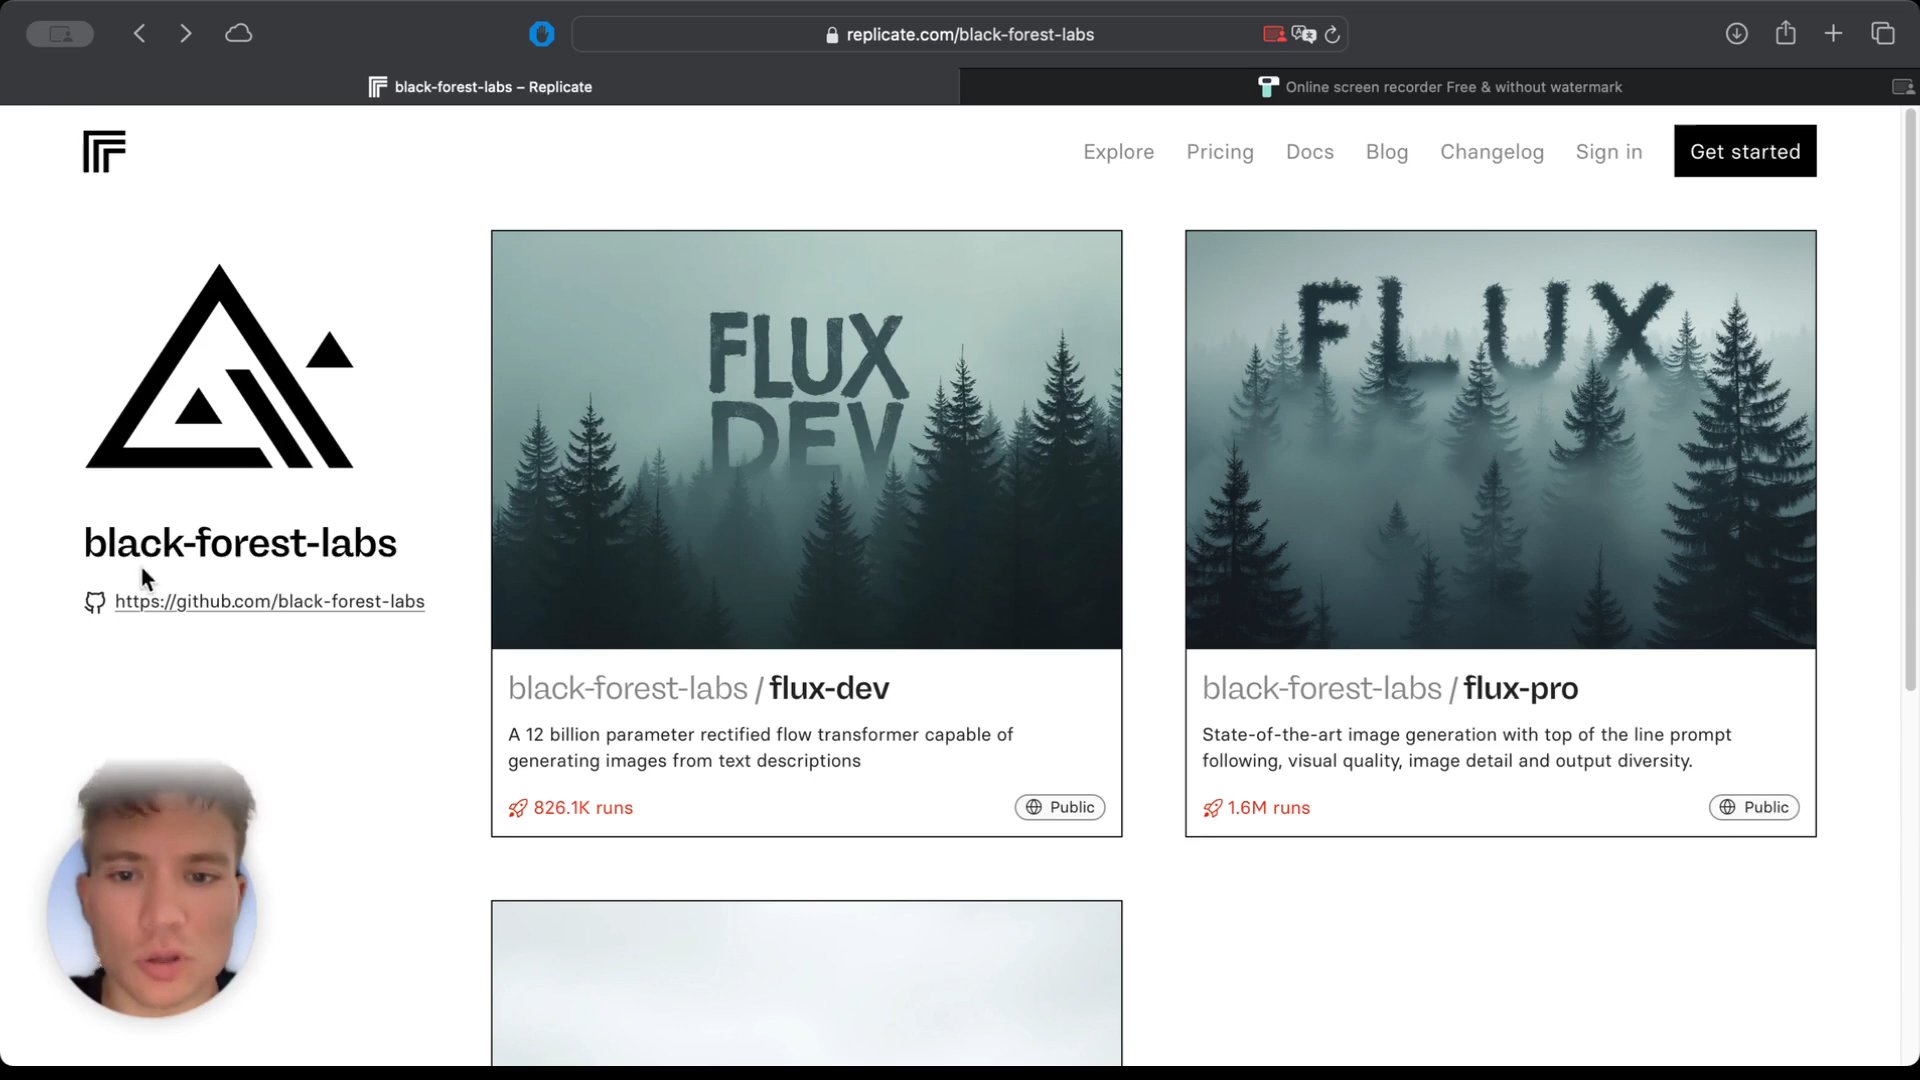 replicate.com/black-forest-labs
black-forest-labs – Replicate
Online screen recorder Free & without watermark
Explore Pricing Docs Blog Changelog Sign in Get started
FLUX
DEV
FLUX
black-forest-labs
https://github.com/black-forest-labs
black-forest-labs / flux-dev
A 12 billion parameter rectified flow transformer capable of
generating images from text descriptions
826.1K runs
Public
black-forest-labs / flux-pro
State-of-the-art image generation with top of the line prompt
following, visual quality, image detail and output diversity.
1.6M runs
Public